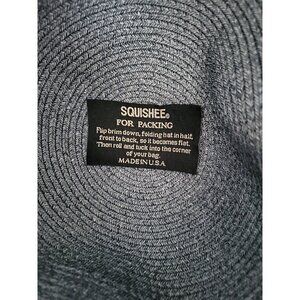 SQUISHEE®
FOR PACKING
Flip brim down, folding hat in half,
front to back, so it becomes flat.
Then roll and tuck into the corner
of your bag.
MADE IN U.S.A.